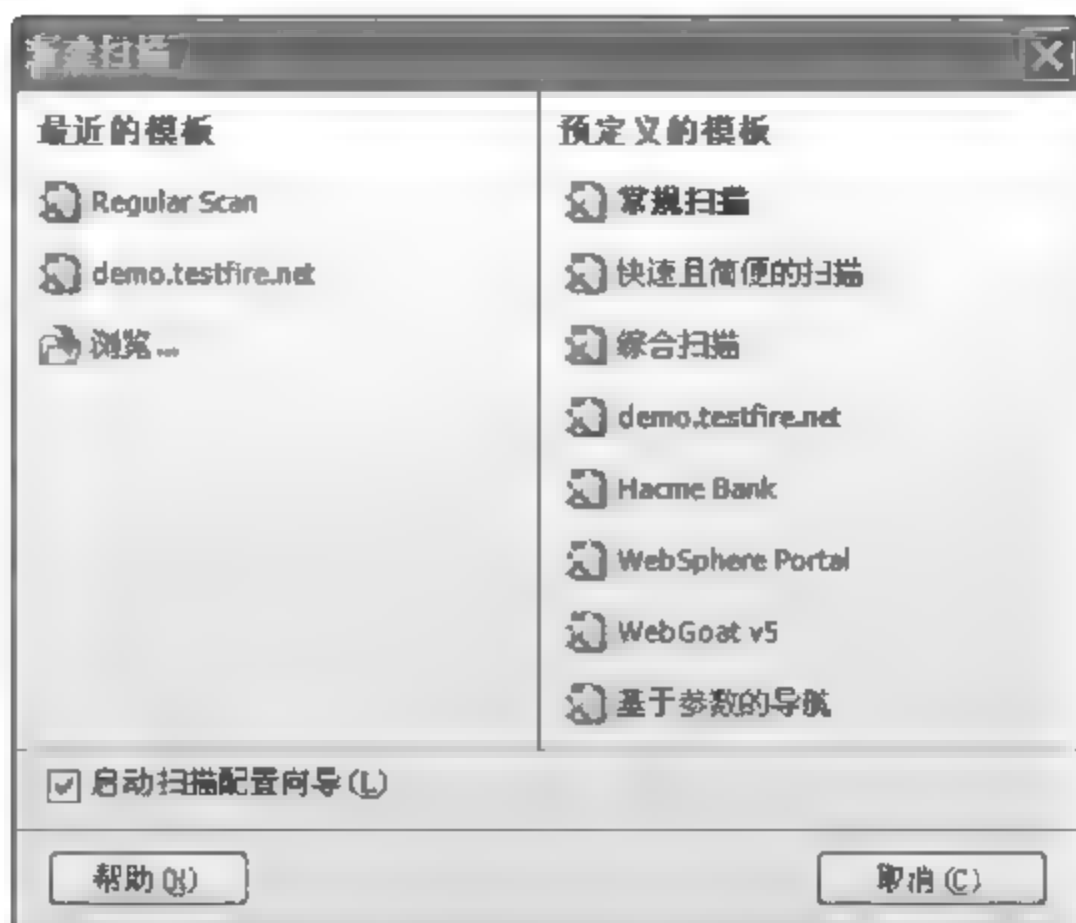 新建扫描
最近的模板
Regular Scan
demo.testfire.net
浏览...
预定义的模板
常规扫描
快速且简便的扫描
综合扫描
demo.testfire.net
Hacme Bank
WebSphere Portal
WebGoat v5
基于参数的导航
启动扫描配置向导(L)
帮助(H)
取消(C)